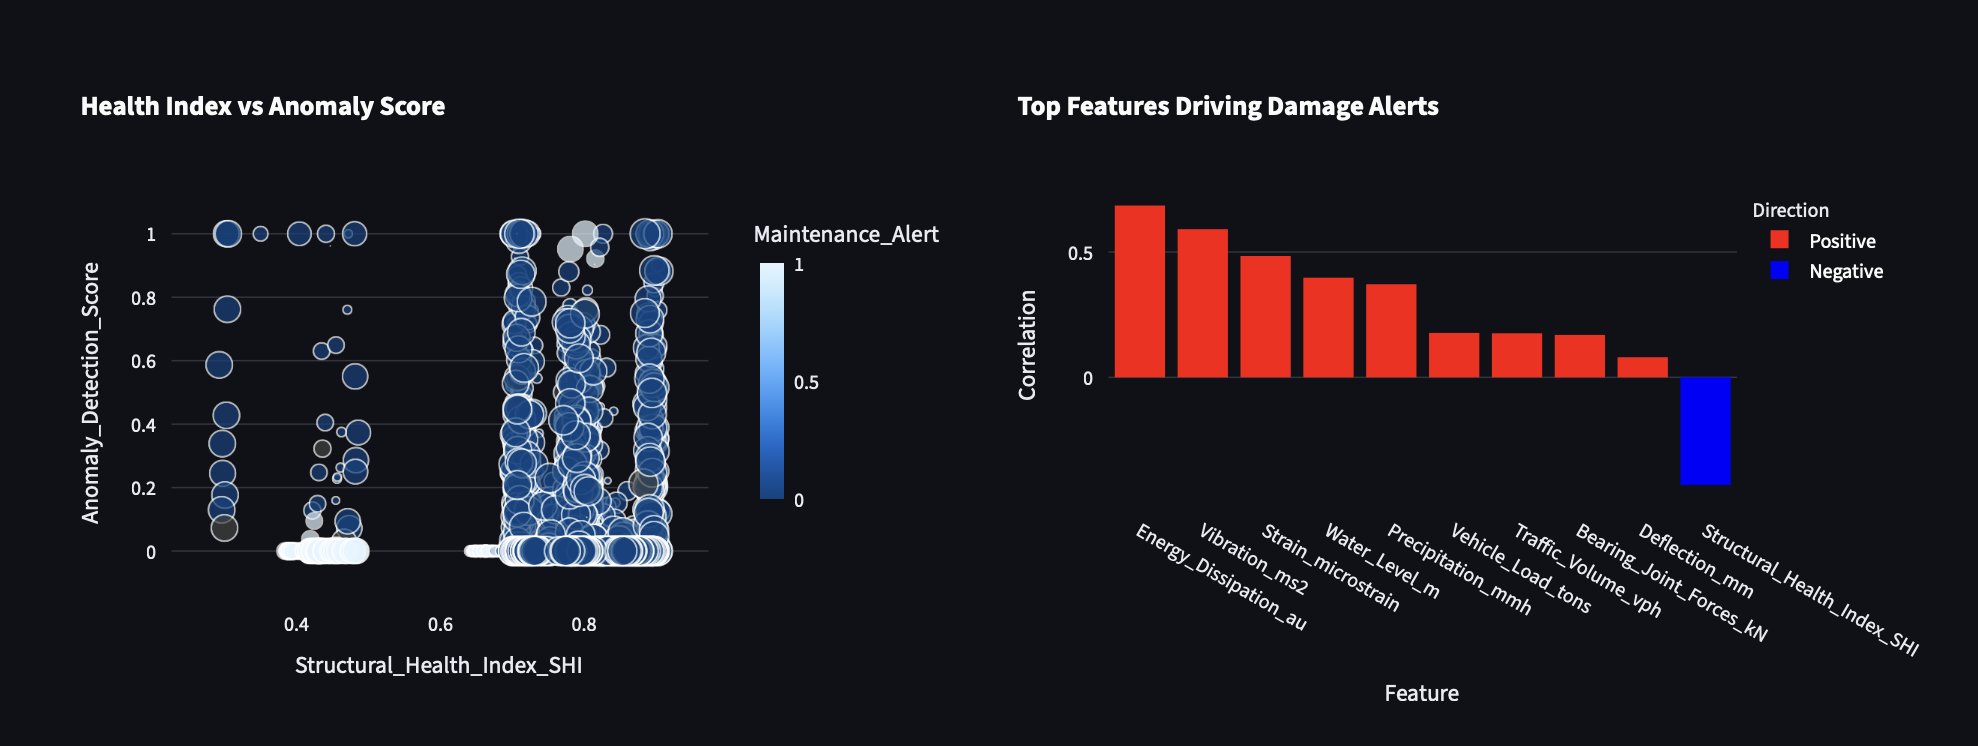 Health Index vs Anomaly Score
Anomaly_Detection_Score
1
0.8
0.6
0.4
0.2
0
0.4
0.6
0.8
Structural_Health_Index_SHI
Maintenance_Alert
1
0.5
0
Top Features Driving Damage Alerts
Correlation
0.5
0
Energy_Dissipation_au
Vibration_ms2
Strain_microstrain
Water_Level_m
Precipitation_mmh
Vehicle_Load_tons
Traffic_Volume_vph
Bearing_Joint_Forces_kN
Deflection_mm
Structural_Health_Index_SHI
Feature
Direction
Positive
Negative